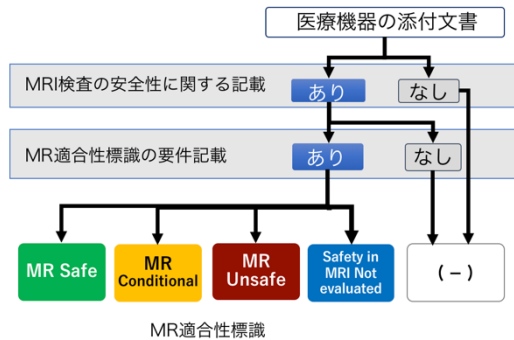 医療機器の添付文書
MRI検査の安全性に関する記載
あり
なし
MR適合性標識の要件記載
あり
なし
MR Safe
MR
Conditional
MR
Unsafe
Safety in
MRI Not
evaluated
(－)
MR適合性標識